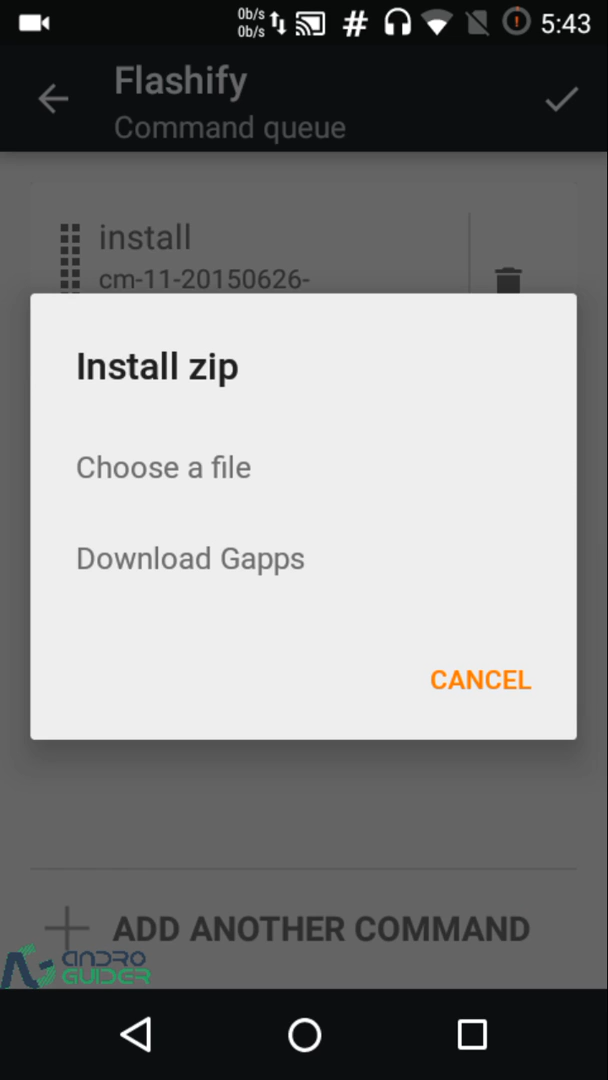 0b/s
0b/s
5:43
Flashify
Command queue
install
cm-11-20150626-
Install zip
Choose a file
Download Gapps
CANCEL
ADD ANOTHER COMMAND
ANDRO
GUIDER